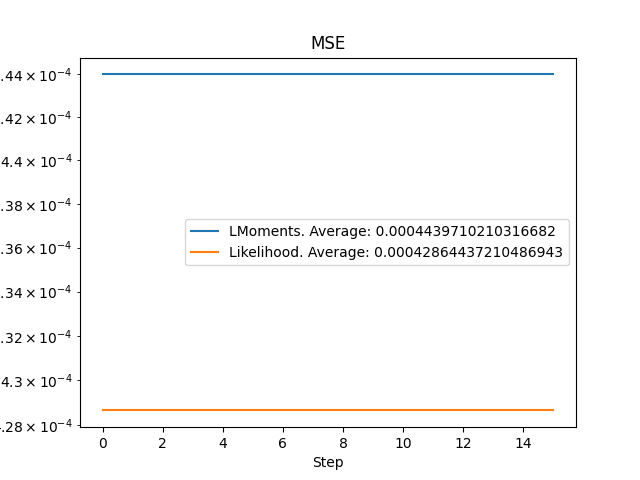 MSE
.44 × 10⁻⁴
.42 × 10⁻⁴
4.4 × 10⁻⁴
.38 × 10⁻⁴
.36 × 10⁻⁴
.34 × 10⁻⁴
.32 × 10⁻⁴
4.3 × 10⁻⁴
.28 × 10⁻⁴
LMoments. Average: 0.0004439710210316682
Likelihood. Average: 0.00042864437210486943
0 2 4 6 8 10 12 14
Step